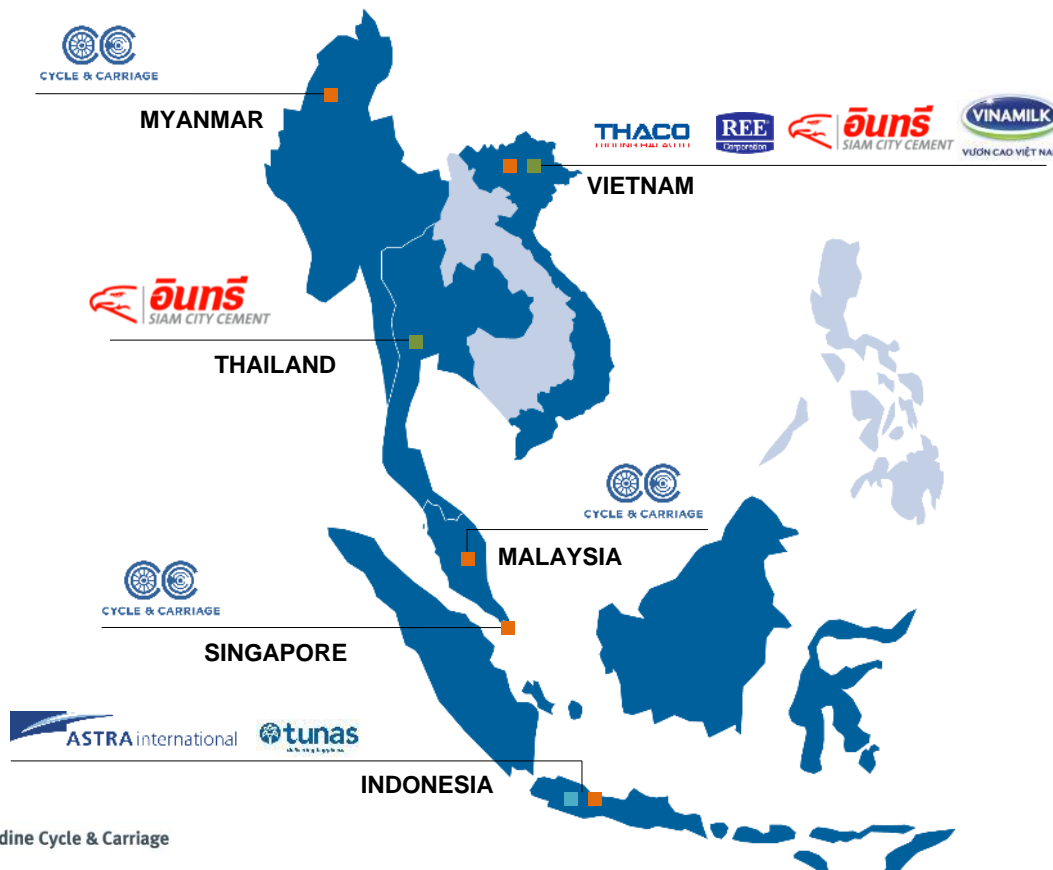 CYCLE & CARRIAGE
MYANMAR
THACO
REE
Corporation
อินทรี
SIAM CITY CEMENT
VINAMILK
VƯƠN CAO VIỆT NA
VIETNAM
อินทรี
SIAM CITY CEMENT
THAILAND
CYCLE & CARRIAGE
MALAYSIA
CYCLE & CARRIAGE
SINGAPORE
ASTRA international
tunas
INDONESIA
dine Cycle & Carriage